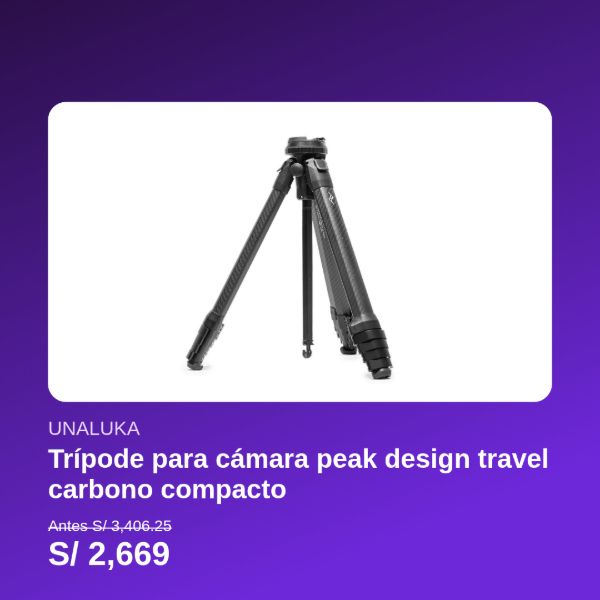 UNALUKA
Trípode para cámara peak design travel
carbono compacto
Antes S/ 3,406.25
S/ 2,669